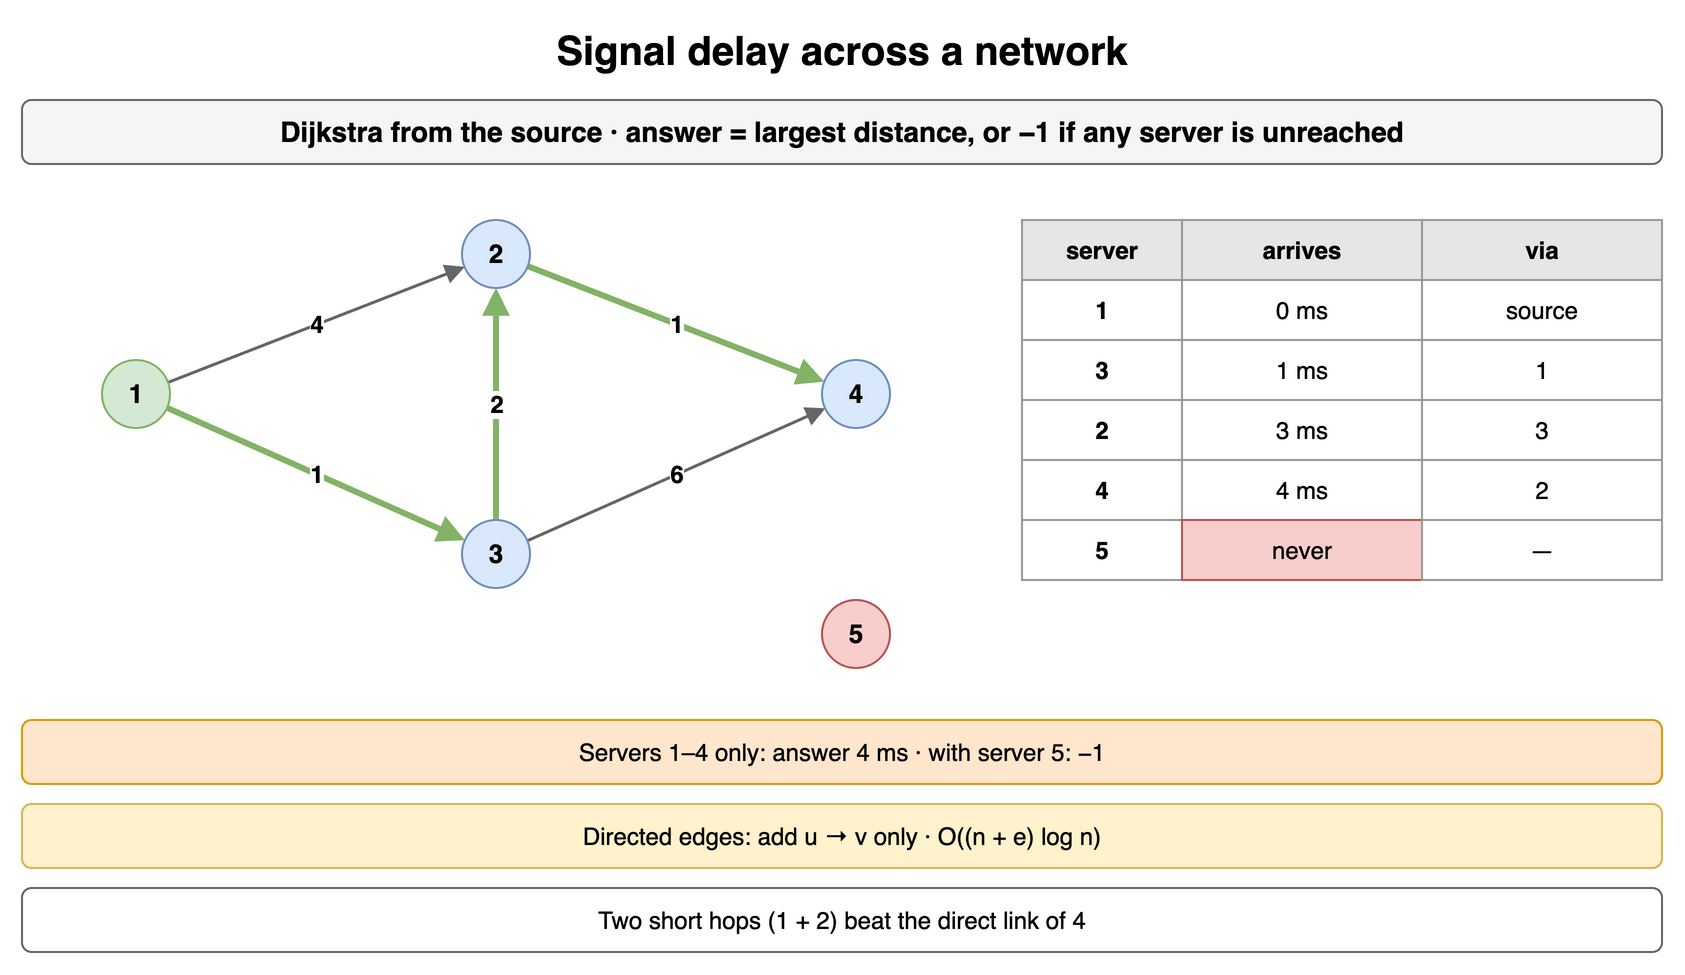 Signal delay across a network
Dijkstra from the source · answer = largest distance, or −1 if any server is unreached
2
4
1
1
4
2
1
6
3
5
server arrives via
1 0 ms source
3 1 ms 1
2 3 ms 3
4 4 ms 2
5 never —
Servers 1–4 only: answer 4 ms · with server 5: −1
Directed edges: add u → v only · O((n + e) log n)
Two short hops (1 + 2) beat the direct link of 4